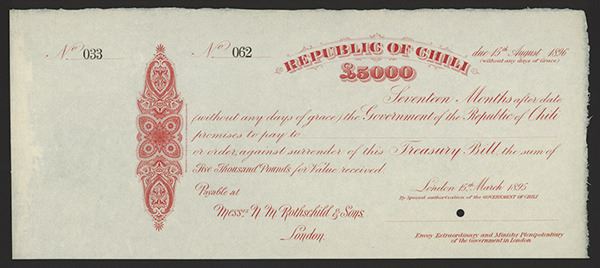 No 033
No 062
REPUBLIC OF CHILI
£5000
due 15th August 1896
(without any days of Grace)
Seventeen Months after date
(without any days of grace) the Government of the Republic of Chili
promises to pay to
or order, against surrender of this Treasury Bill, the sum of
Five Thousand Pounds, for Value received.
Payable at
Messrs N. M. Rothschild & Sons,
London.
London 15th March 1895
By Special authorization of the GOVERNMENT OF CHILI
Envoy Extraordinary and Minister Plenipotentiary
of the Government in London